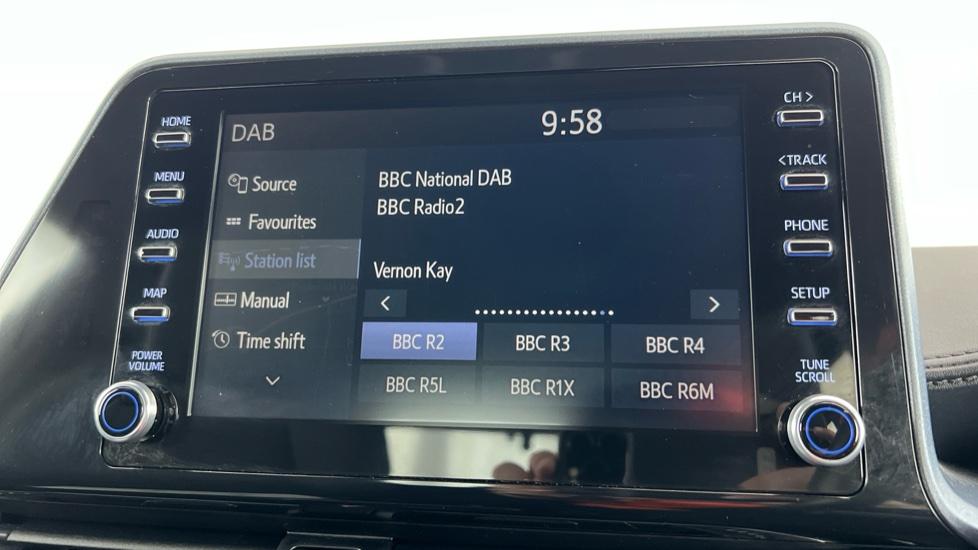 HOME
MENU
AUDIO
MAP
POWER
VOLUME
DAB
9:58
Source
Favourites
Station list
Manual
Time shift
BBC National DAB
BBC Radio2
Vernon Kay
< >
BBC R2 BBC R3 BBC R4
BBC R5L BBC R1X BBC R6M
CH >
< TRACK
PHONE
SETUP
TUNE
SCROLL